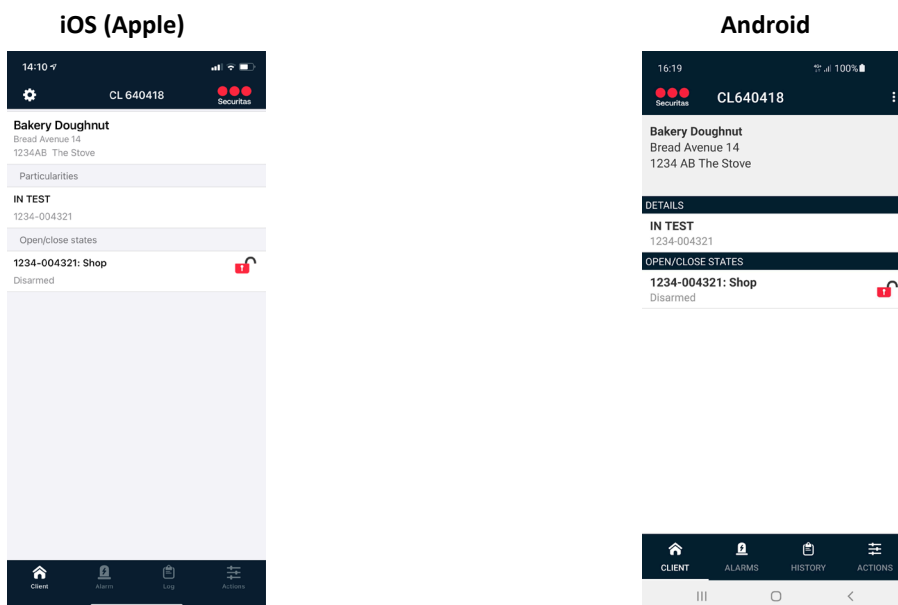 iOS (Apple)
14:10
CL 640418
Securitas
Bakery Doughnut
Bread Avenue 14
1234AB The Stove
Particularities
IN TEST
1234-004321
Open/close states
1234-004321: Shop
Disarmed
Client
Alarm
Log
Actions
Android
16:19
100%
Securitas
CL640418
Bakery Doughnut
Bread Avenue 14
1234 AB The Stove
DETAILS
IN TEST
1234-004321
OPEN/CLOSE STATES
1234-004321: Shop
Disarmed
CLIENT
ALARMS
HISTORY
ACTIONS